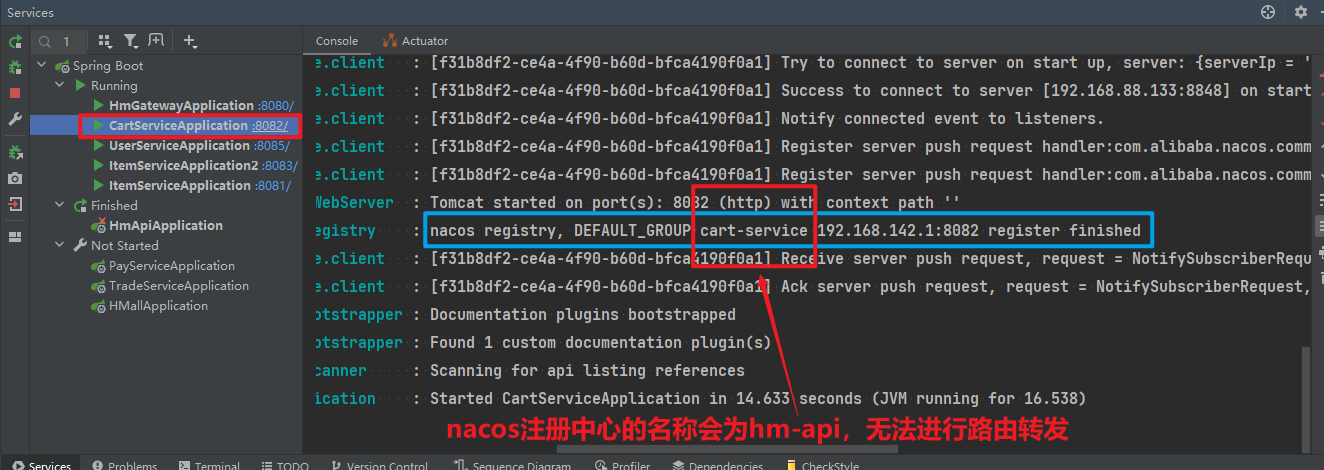 Services
1
Console
Actuator
Spring Boot
Running
HmGatewayApplication :8080/
CartServiceApplication :8082/
UserServiceApplication :8085/
ItemServiceApplication2 :8083/
ItemServiceApplication :8081/
Finished
HmApiApplication
Not Started
PayServiceApplication
TradeServiceApplication
HMallApplication
e.client : [f31b8df2-ce4a-4f90-b60d-bfca4190f0a1] Try to connect to server on start up, server: {serverIp = '
e.client : [f31b8df2-ce4a-4f90-b60d-bfca4190f0a1] Success to connect to server [192.168.88.133:8848] on start
e.client : [f31b8df2-ce4a-4f90-b60d-bfca4190f0a1] Notify connected event to listeners.
e.client : [f31b8df2-ce4a-4f90-b60d-bfca4190f0a1] Register server push request handler:com.alibaba.nacos.comm
e.client : [f31b8df2-ce4a-4f90-b60d-bfca4190f0a1] Register server push request handler:com.alibaba.nacos.com
WebServer : Tomcat started on port(s): 8082 (http) with context path ''
egistry : nacos registry, DEFAULT_GROUP cart-service 192.168.142.1:8082 register finished
e.client : [f31b8df2-ce4a-4f90-b60d-bfca4190f0a1] Receive server push request, request = NotifySubscriberRequ
e.client : [f31b8df2-ce4a-4f90-b60d-bfca4190f0a1] Ack server push request, request = NotifySubscriberRequest,
otstrapper : Documentation plugins bootstrapped
otstrapper : Found 1 custom documentation plugin(s)
canner : Scanning for api listing references
ication : Started CartServiceApplication in 14.633 seconds (JVM running for 16.538)
nacos注册中心的名称会为hm-api，无法进行路由转发
Services
Problems
Terminal
TODO
Version Control
Sequence Diagram
Profiler
Dependencies
CheckStyle